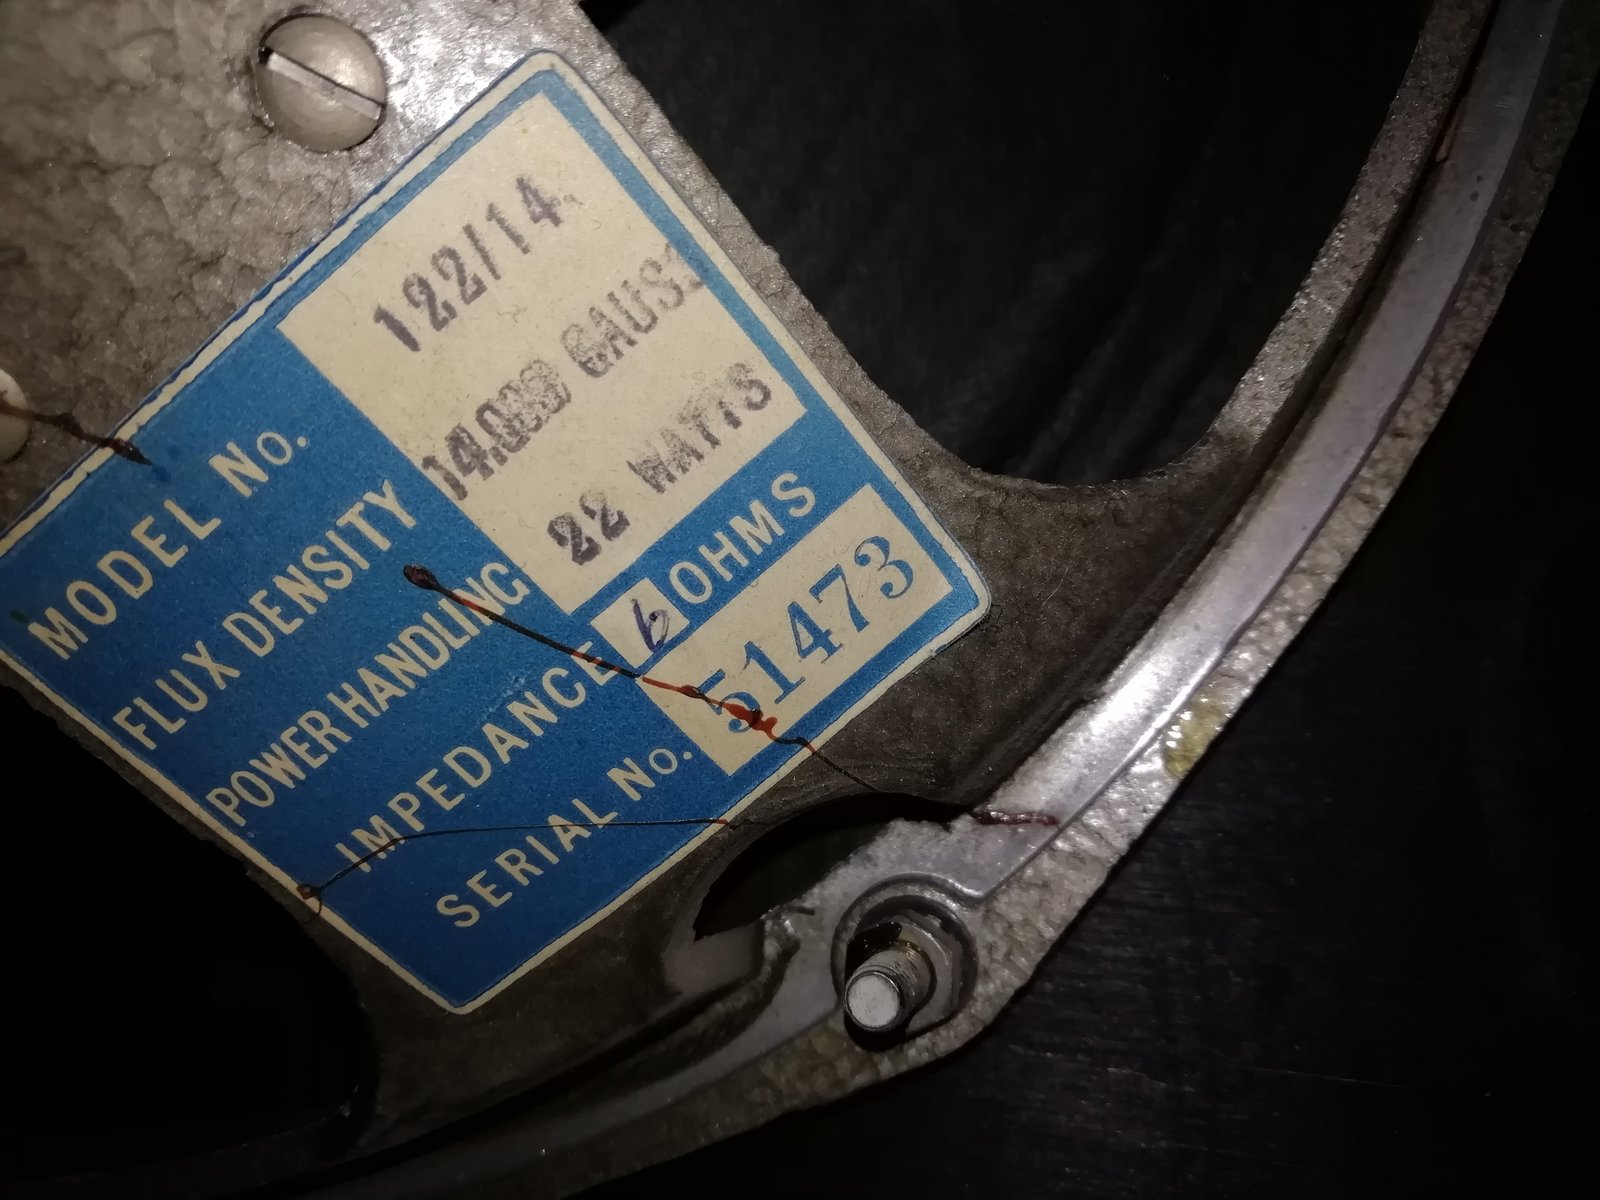 MODEL No. 122/14.
FLUX DENSITY 14,000 GAUSS
POWER HANDLING 22 WATTS
IMPEDANCE 6 OHMS
SERIAL No. 51473